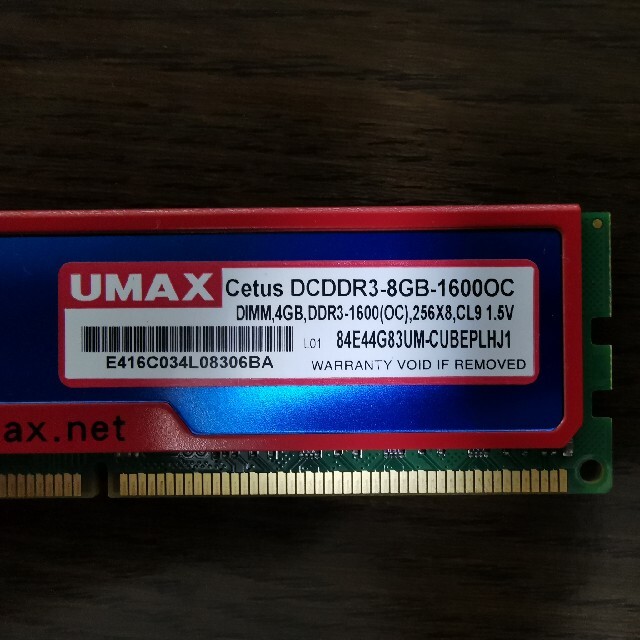 UMAX Cetus DCDDR3-8GB-1600OC
DIMM,4GB,DDR3-1600(OC),256X8,CL9 1.5V
L01 84E44G83UM-CUBEPLHJ1
E416C034L08306BA
WARRANTY VOID IF REMOVED
ax.net